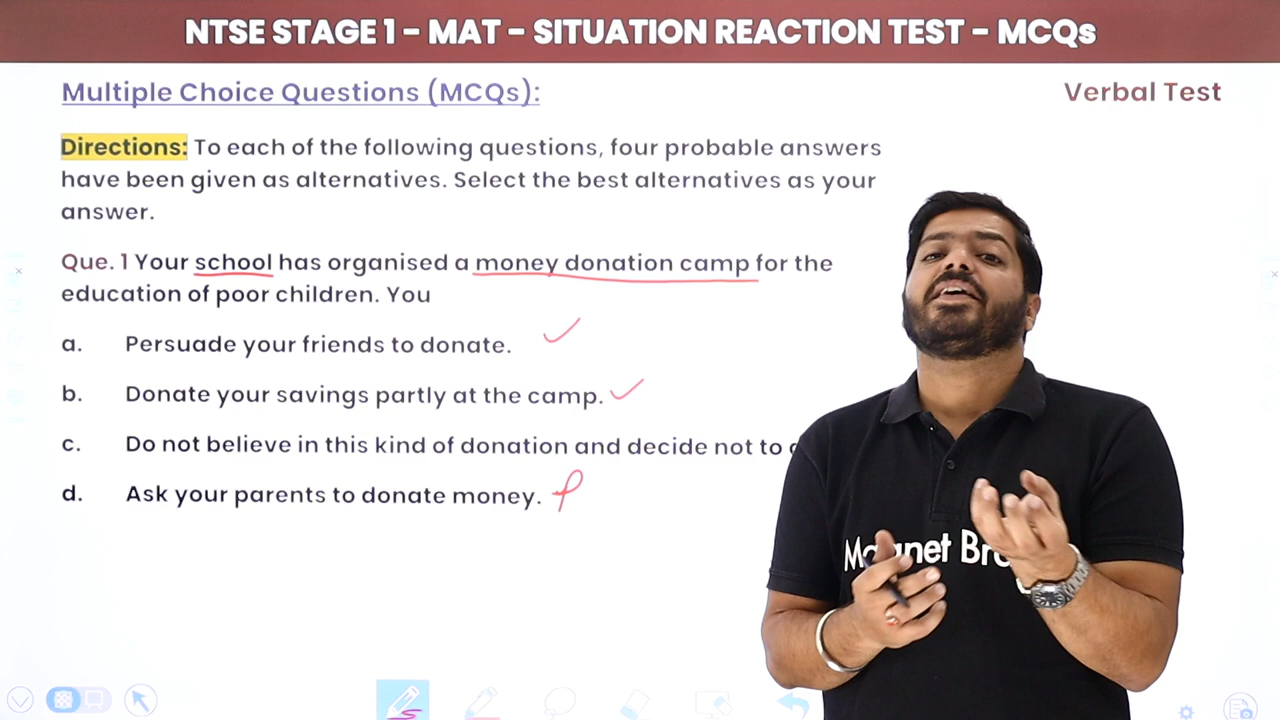 NTSE STAGE 1 – MAT – SITUATION REACTION TEST – MCQs
Multiple Choice Questions (MCQs):
Verbal Test
Directions: To each of the following questions, four probable answers
have been given as alternatives. Select the best alternatives as your
answer.
Que. 1 Your school has organised a money donation camp for the
education of poor children. You
a. Persuade your friends to donate.
b. Donate your savings partly at the camp.
c. Do not believe in this kind of donation and decide not to
d. Ask your parents to donate money.